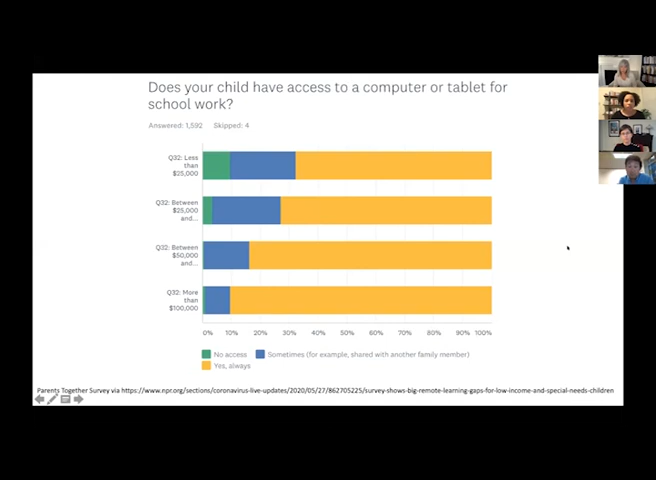 Does your child have access to a computer or tablet for
school work?
Answered: 1,592 Skipped: 4
Q32: Less
than
$25,000
Q32: Between
$25,000
and...
Q32: Between
$50,000
and...
Q32: More
than
$100,000
0% 10% 20% 30% 40% 50% 60% 70% 80% 90% 100%
No access Sometimes (for example, shared with another family member)
Yes, always
Parents Together Survey via https://www.npr.org/sections/coronavirus-live-updates/2020/05/27/862705225/survey-shows-big-remote-learning-gaps-for-low-income-and-special-needs-children